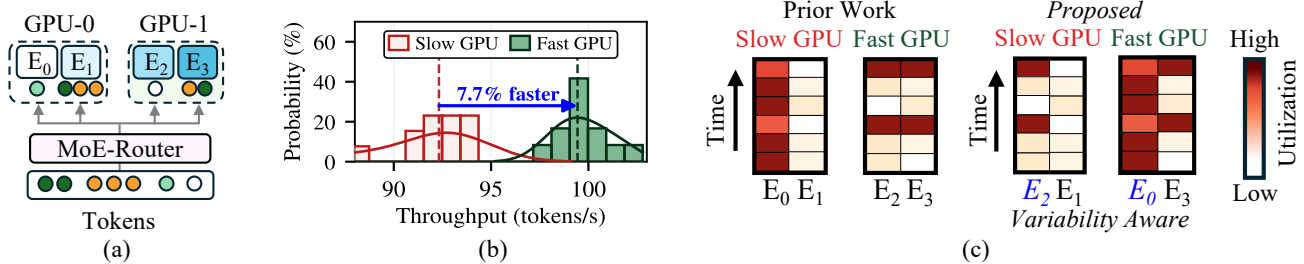 GPU-0 GPU-1
E0 E1 E2 E3
MoE-Router
Tokens
(a)
Probability (%)
60
40
20
0
Slow GPU Fast GPU
7.7% faster
90 95 100
Throughput (tokens/s)
(b)
Prior Work
Slow GPU Fast GPU
Time
E0 E1 E2 E3
Proposed
Slow GPU Fast GPU
Time
E2 E1 E0 E3
Variability Aware
High
Utilization
Low
(c)